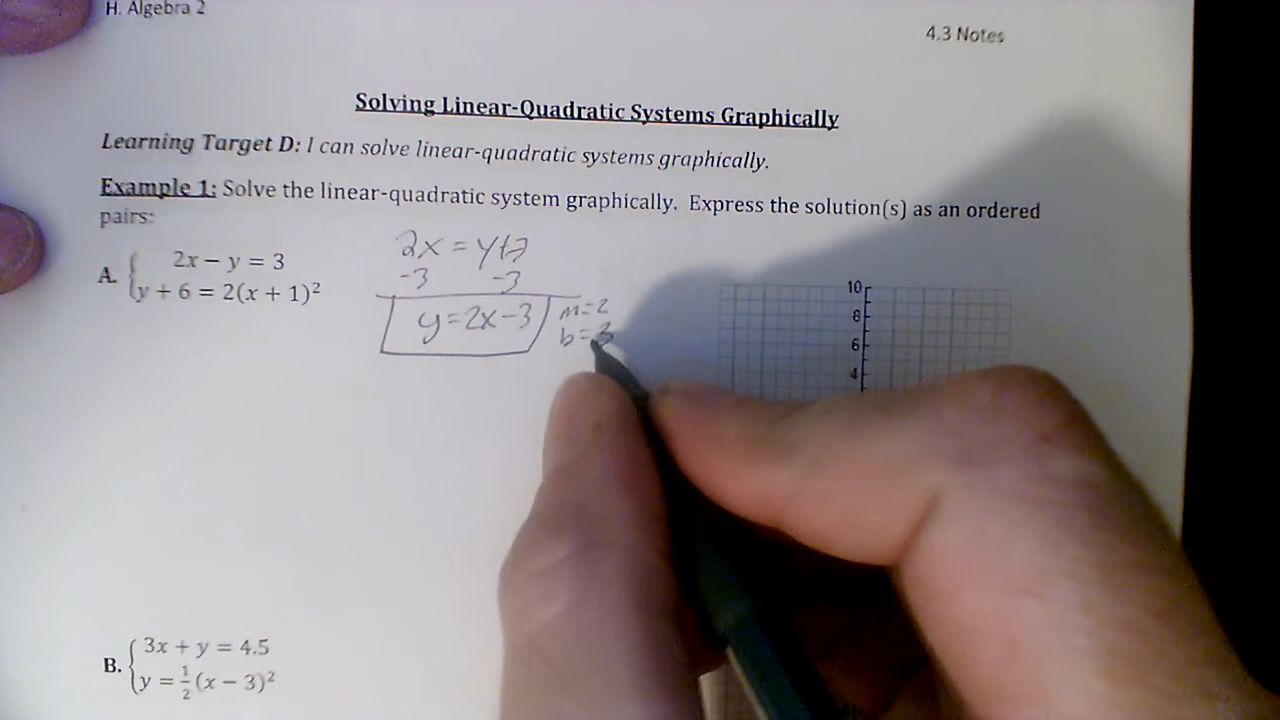 H. Algebra 2
4.3 Notes
Solving Linear-Quadratic Systems Graphically
Learning Target D: I can solve linear-quadratic systems graphically.
Example 1: Solve the linear-quadratic system graphically. Express the solution(s) as an ordered
pairs:
A. { 2x − y = 3
y + 6 = 2(x + 1)²
2x = y+3
-3 -3
y=2x-3
m=2
b=
10
8
6
4
B. { 3x + y = 4.5
y = 1/2 (x − 3)²